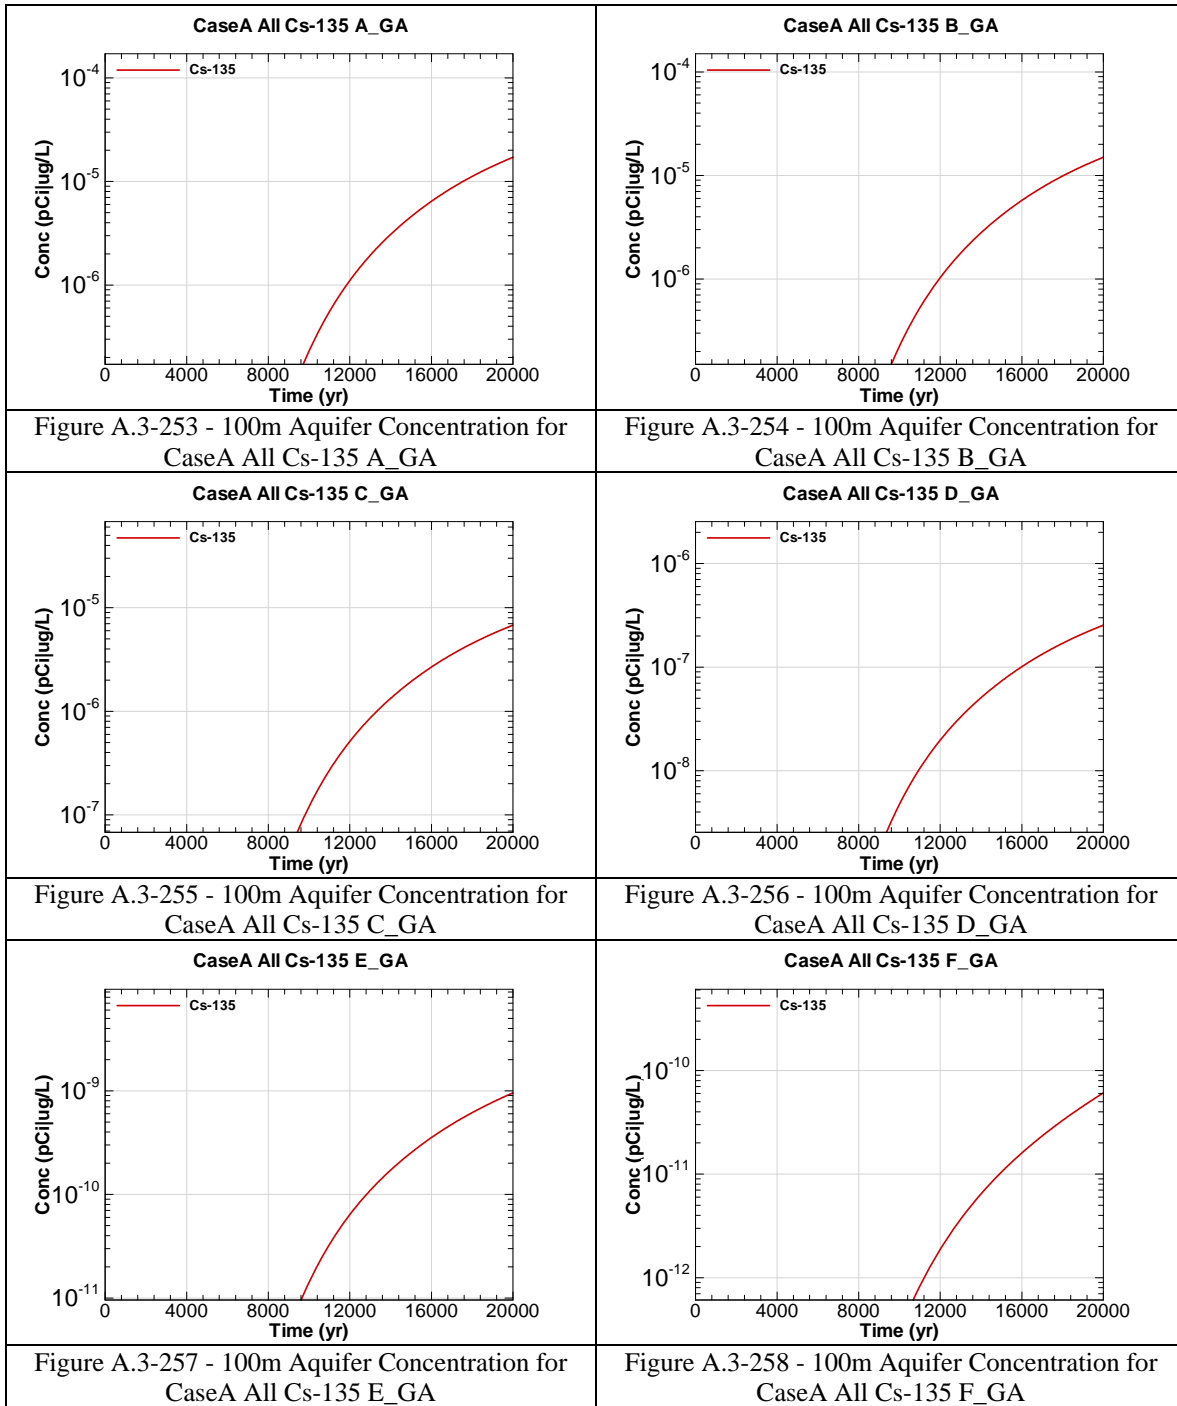 CaseA All Cs-135 A_GA
Cs-135
10-4
10-5
10-6
Conc (pCi|ug/L)
0 4000 8000 12000 16000 20000
Time (yr)
Figure A.3-253 - 100m Aquifer Concentration for
CaseA All Cs-135 A_GA
CaseA All Cs-135 B_GA
Cs-135
10-4
10-5
10-6
Conc (pCi|ug/L)
0 4000 8000 12000 16000 20000
Time (yr)
Figure A.3-254 - 100m Aquifer Concentration for
CaseA All Cs-135 B_GA
CaseA All Cs-135 C_GA
Cs-135
10-5
10-6
10-7
Conc (pCi|ug/L)
0 4000 8000 12000 16000 20000
Time (yr)
Figure A.3-255 - 100m Aquifer Concentration for
CaseA All Cs-135 C_GA
CaseA All Cs-135 D_GA
Cs-135
10-6
10-7
10-8
Conc (pCi|ug/L)
0 4000 8000 12000 16000 20000
Time (yr)
Figure A.3-256 - 100m Aquifer Concentration for
CaseA All Cs-135 D_GA
CaseA All Cs-135 E_GA
Cs-135
10-9
10-10
10-11
Conc (pCi|ug/L)
0 4000 8000 12000 16000 20000
Time (yr)
Figure A.3-257 - 100m Aquifer Concentration for
CaseA All Cs-135 E_GA
CaseA All Cs-135 F_GA
Cs-135
10-10
10-11
10-12
Conc (pCi|ug/L)
0 4000 8000 12000 16000 20000
Time (yr)
Figure A.3-258 - 100m Aquifer Concentration for
CaseA All Cs-135 F_GA